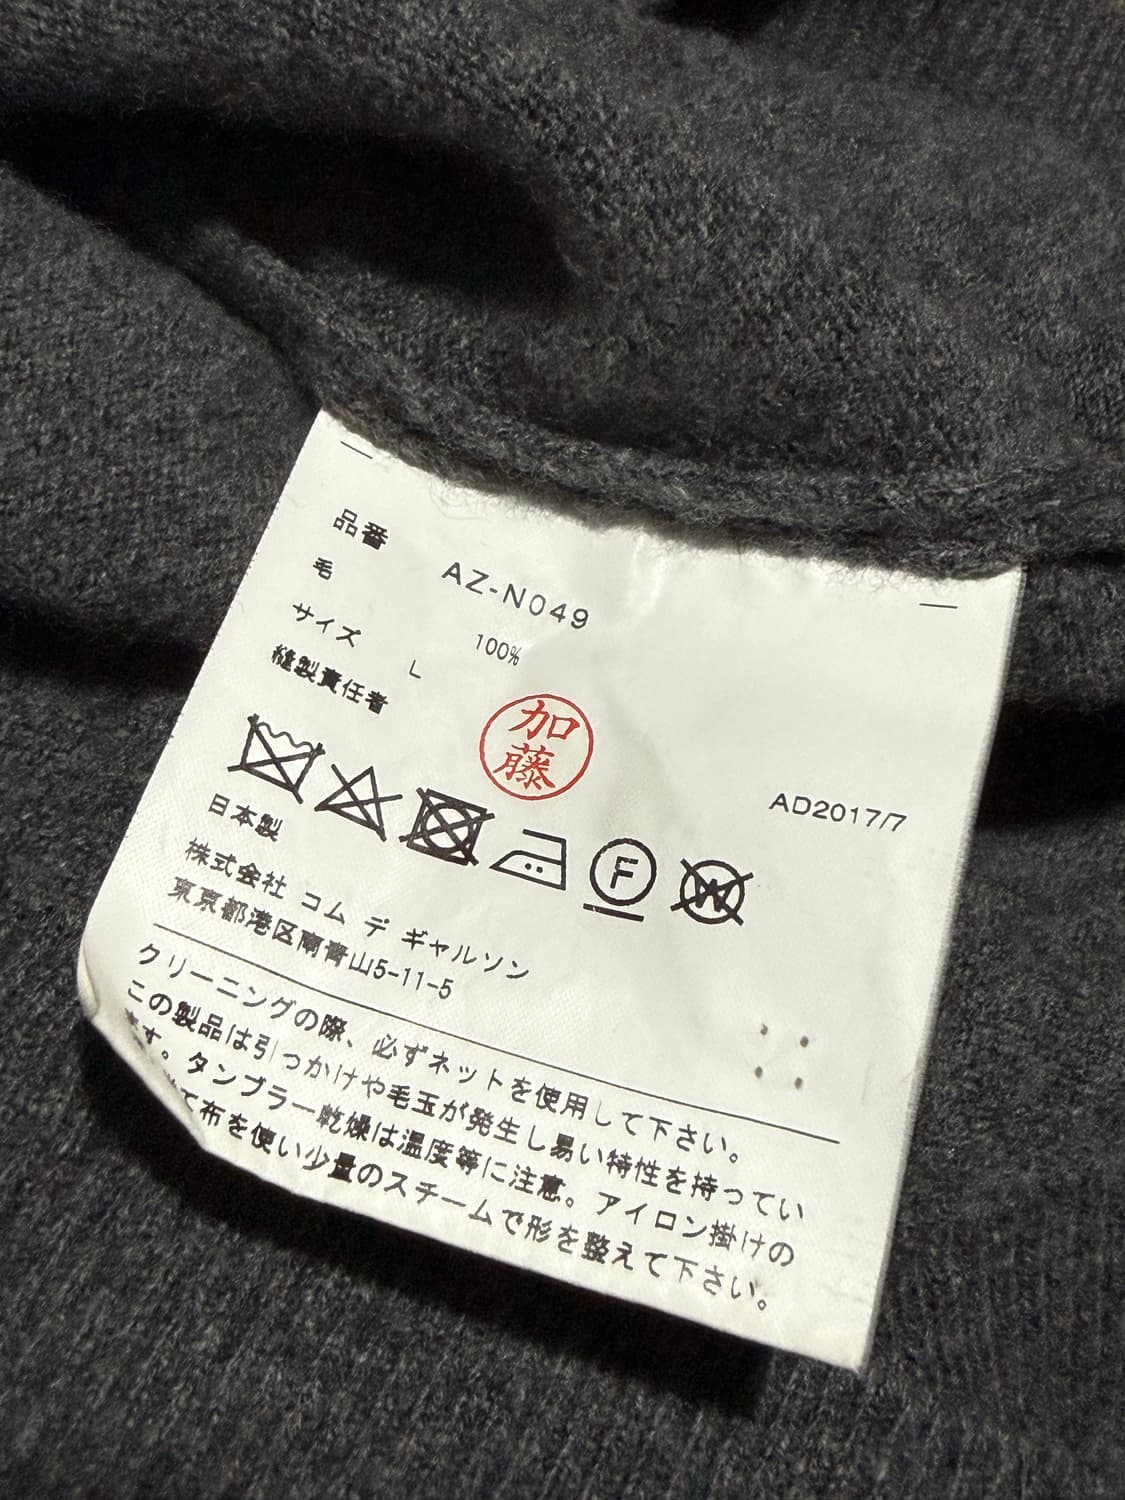 品番 AZ-N049
毛 100%
サイズ L
縫製責任者
加藤
AD2017/7
F
W
日本製
株式会社 コム デ ギャルソン
東京都港区南青山5-11-5
クリーニングの際、必ずネットを使用して下さい。
この製品は引っかけや毛玉が発生し易い特性を持ってい
ます。タンブラー乾燥は温度等に注意。アイロン掛けの
て布を使い少量のスチームで形を整えて下さい。